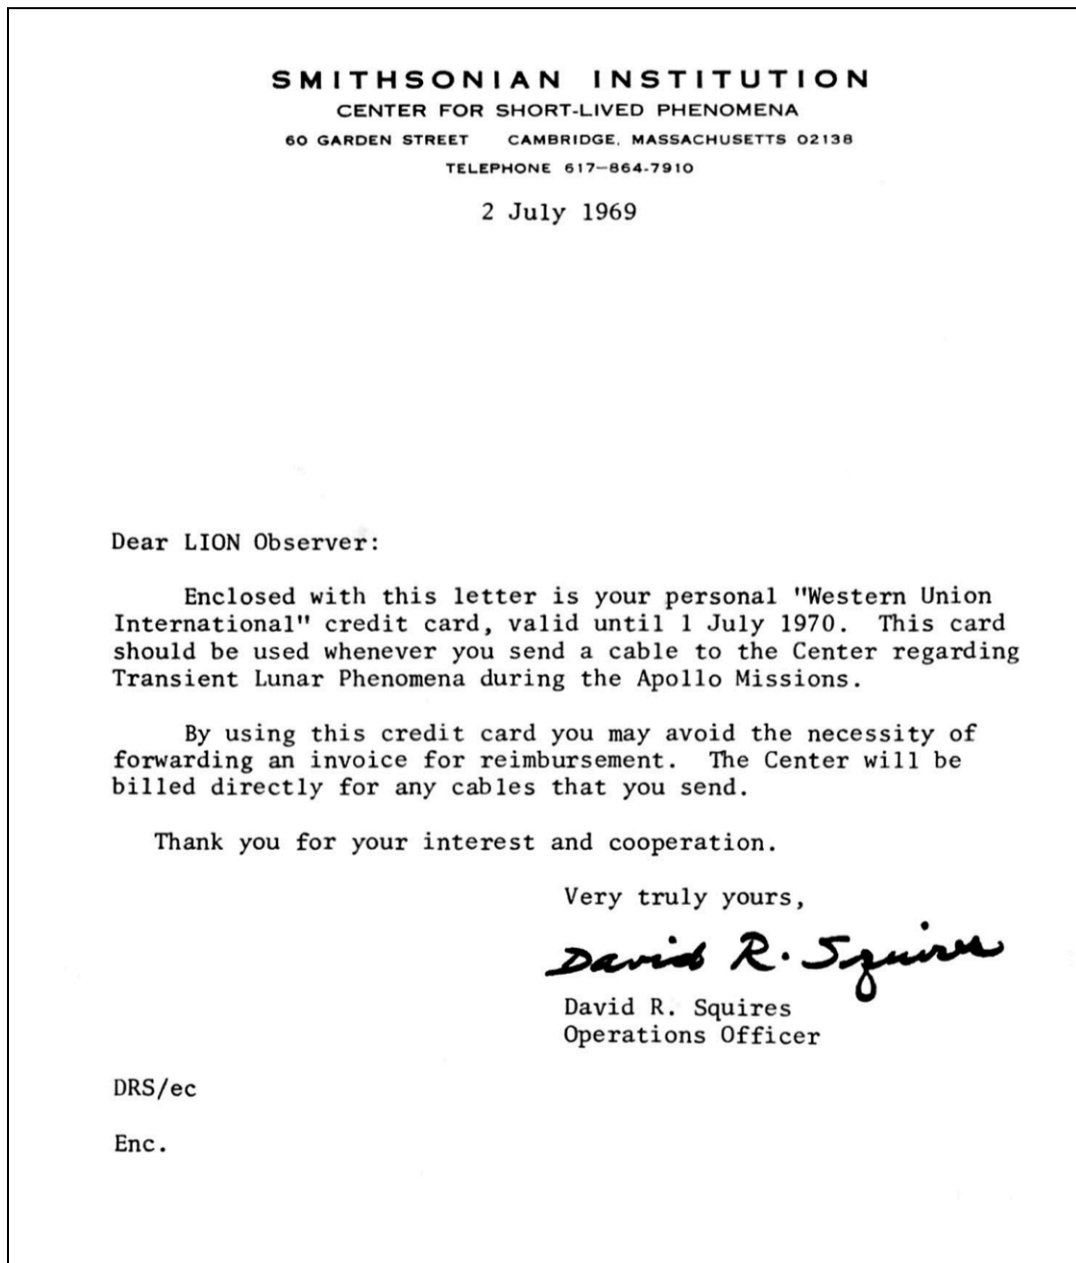 SMITHSONIAN INSTITUTION
CENTER FOR SHORT-LIVED PHENOMENA
60 GARDEN STREET CAMBRIDGE, MASSACHUSETTS 02138
TELEPHONE 617-864-7910
2 July 1969
Dear LION Observer:
Enclosed with this letter is your personal "Western Union
International" credit card, valid until 1 July 1970. This card
should be used whenever you send a cable to the Center regarding
Transient Lunar Phenomena during the Apollo Missions.
By using this credit card you may avoid the necessity of
forwarding an invoice for reimbursement. The Center will be
billed directly for any cables that you send.
Thank you for your interest and cooperation.
Very truly yours,
David R. Squires
David R. Squires
Operations Officer
DRS/ec
Enc.